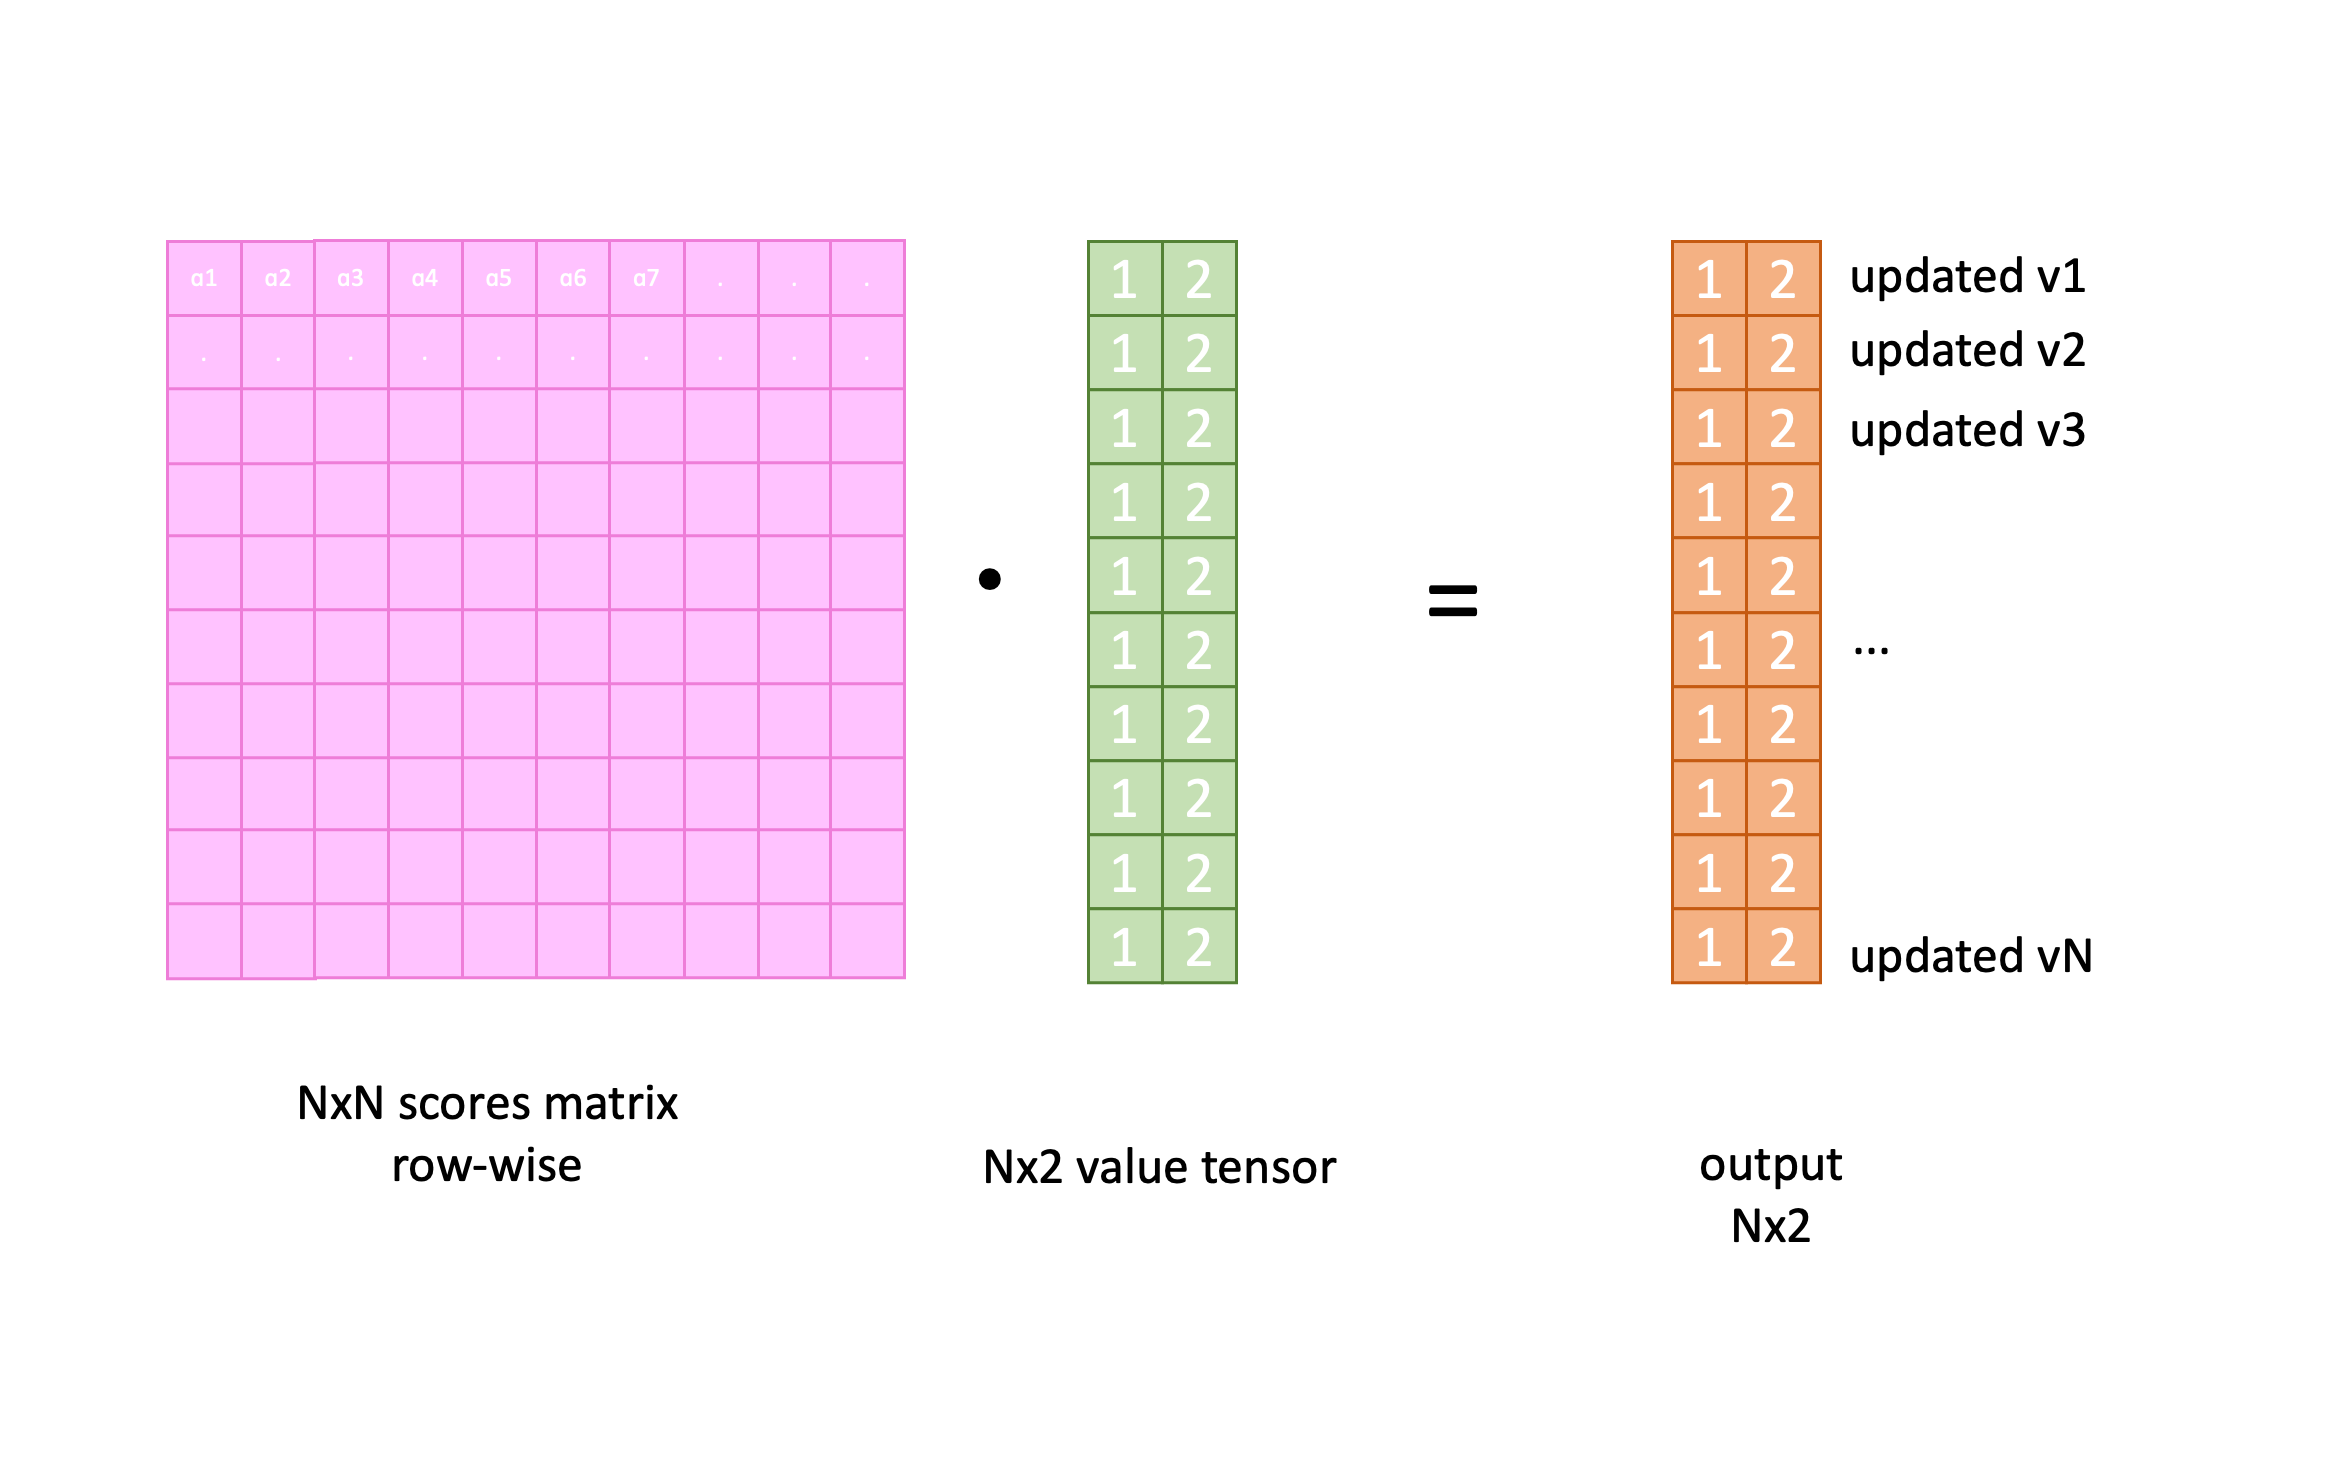 a1 a2 a3 a4 a5 a6 a7 . . .
. . . . . . . . . .
1 2
1 2
1 2
1 2
1 2
1 2
1 2
1 2
1 2
1 2
•
=
1 2 updated v1
1 2 updated v2
1 2 updated v3
1 2
1 2
1 2 ...
1 2
1 2
1 2
1 2 updated vN
NxN scores matrix
row-wise
Nx2 value tensor
output
Nx2